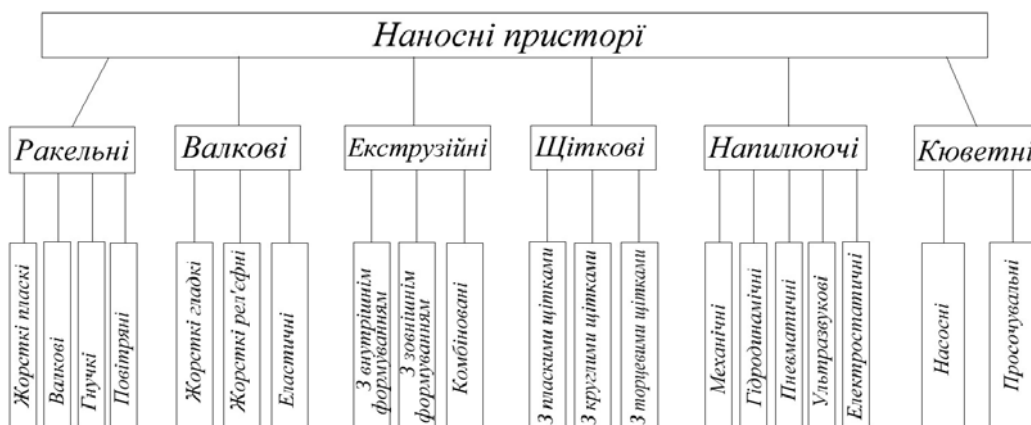 Наносні присторї
Ракельні
Валкові
Екструзійні
Щіткові
Напилюючі
Кюветні
Жорсткі пласкі
Валкові
Гнучкі
Повітряні
Жорсткі гладкі
Жорсткі рел'єфні
Еластичні
З внутрішнім
формуванням
З зовнішнім
формуванням
Комбіновані
З пласкими щітками
З круглими щітками
З торцевими щітками
Механічні
Гідродинамічні
Пневматичні
Ультразвукові
Електростатичні
Насосні
Просочувальні